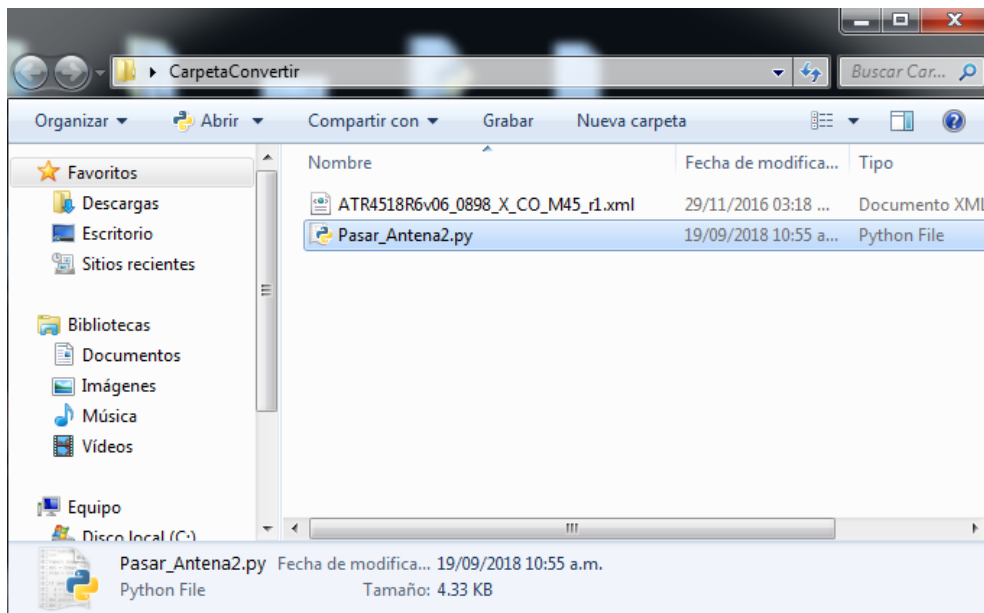 CarpetaConvertir
Buscar Car...
Organizar
Abrir
Compartir con
Grabar
Nueva carpeta
Favoritos
Descargas
Escritorio
Sitios recientes
Bibliotecas
Documentos
Imágenes
Música
Vídeos
Equipo
Disco local (C:)
Nombre Fecha de modifica... Tipo
ATR4518R6v06_0898_X_CO_M45_r1.xml 29/11/2016 03:18 ... Documento XML
Pasar_Antena2.py 19/09/2018 10:55 a... Python File
Pasar_Antena2.py Fecha de modifica... 19/09/2018 10:55 a.m.
Python File Tamaño: 4.33 KB